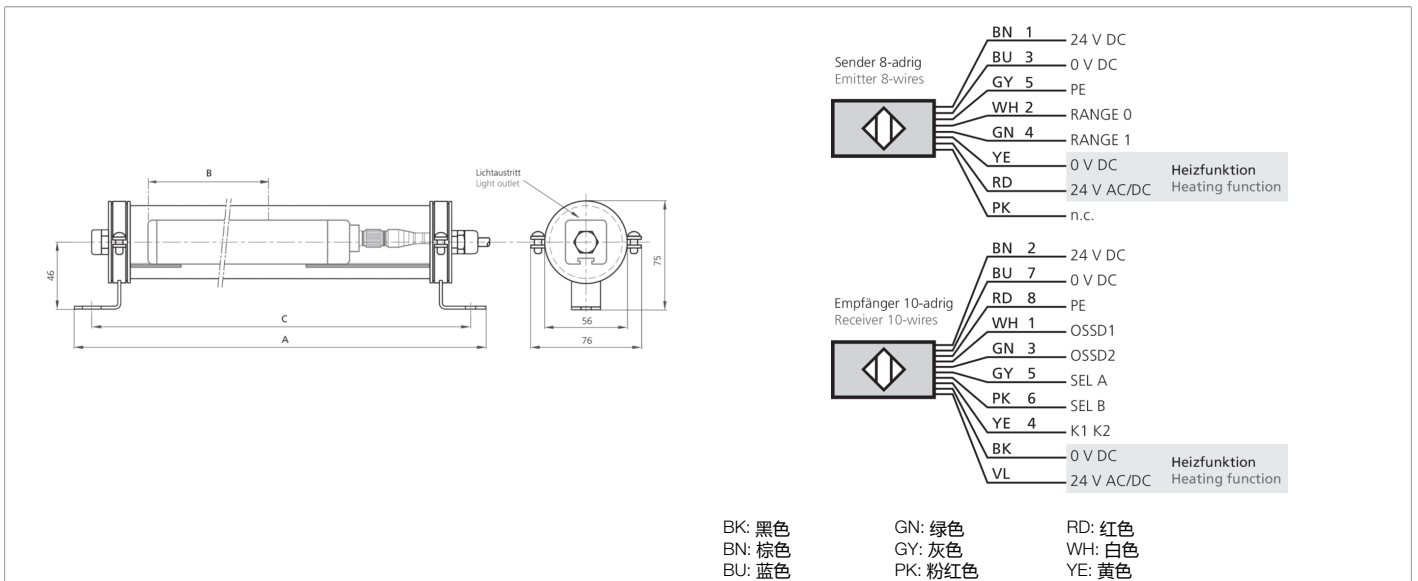 B
Lichtaustritt
Light outlet
46
75
C
A
56
76
Sender 8-adrig
Emitter 8-wires
BN 1 24 V DC
BU 3 0 V DC
GY 5 PE
WH 2 RANGE 0
GN 4 RANGE 1
YE 0 V DC
RD 24 V AC/DC
Heizfunktion
Heating function
PK n.c.
Empfänger 10-adrig
Receiver 10-wires
BN 2 24 V DC
BU 7 0 V DC
RD 8 PE
WH 1 OSSD1
GN 3 OSSD2
GY 5 SEL A
PK 6 SEL B
YE 4 K1 K2
BK 0 V DC
VL 24 V AC/DC
Heizfunktion
Heating function
BK: 黑色 GN: 绿色 RD: 红色
BN: 棕色 GY: 灰色 WH: 白色
BU: 蓝色 PK: 粉红色 YE: 黄色